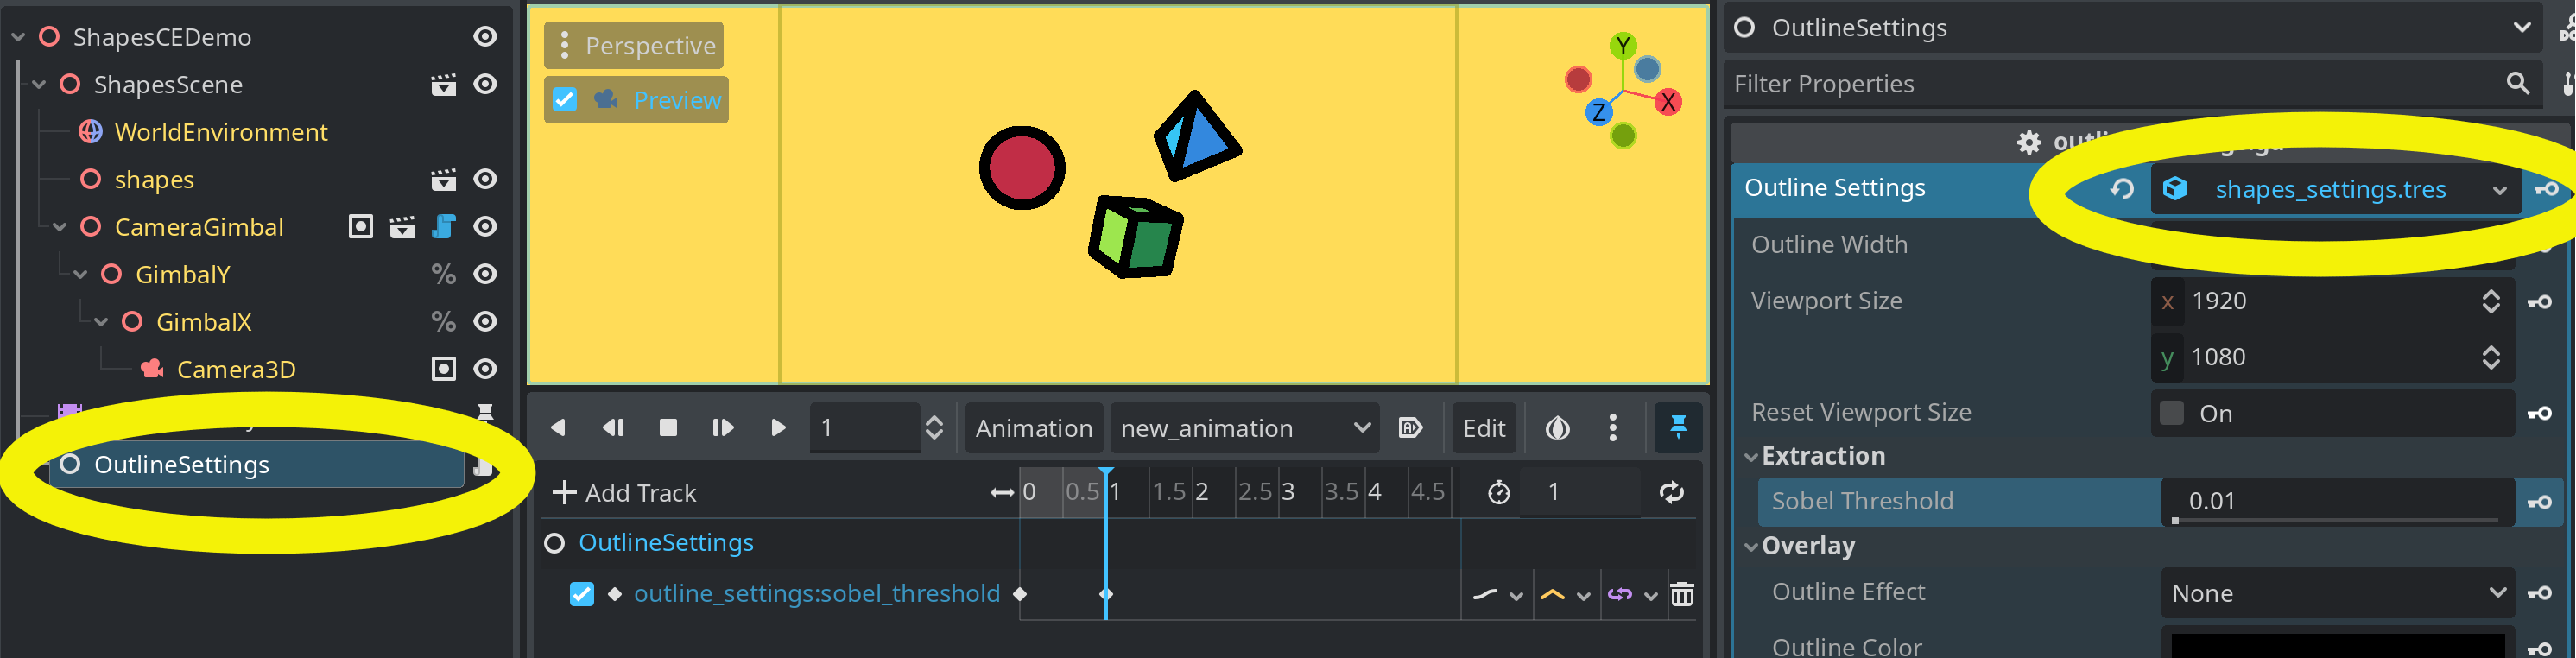 ShapesCEDemo
ShapesScene
WorldEnvironment
shapes
CameraGimbal
GimbalY
%
GimbalX
%
Camera3D
OutlineSettings
Perspective
Preview
Y
X
Z
1
Animation
new_animation
A
Edit
Add Track
0 0.5 1 1.5 2 2.5 3 3.5 4 4.5
1
OutlineSettings
outline_settings:sobel_threshold
OutlineSettings
Filter Properties
Outline Settings
shapes_settings.tres
Outline Width
Viewport Size
x 1920
y 1080
Reset Viewport Size
On
Extraction
Sobel Threshold
0.01
Overlay
Outline Effect
None
Outline Color